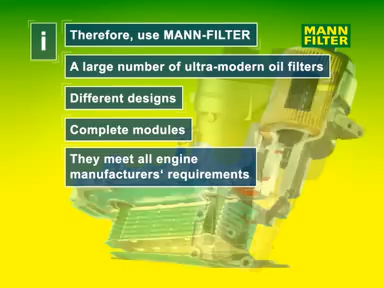 i
Therefore, use MANN-FILTER
MANN
FILTER
A large number of ultra-modern oil filters
Different designs
Complete modules
They meet all engine
manufacturers‘ requirements